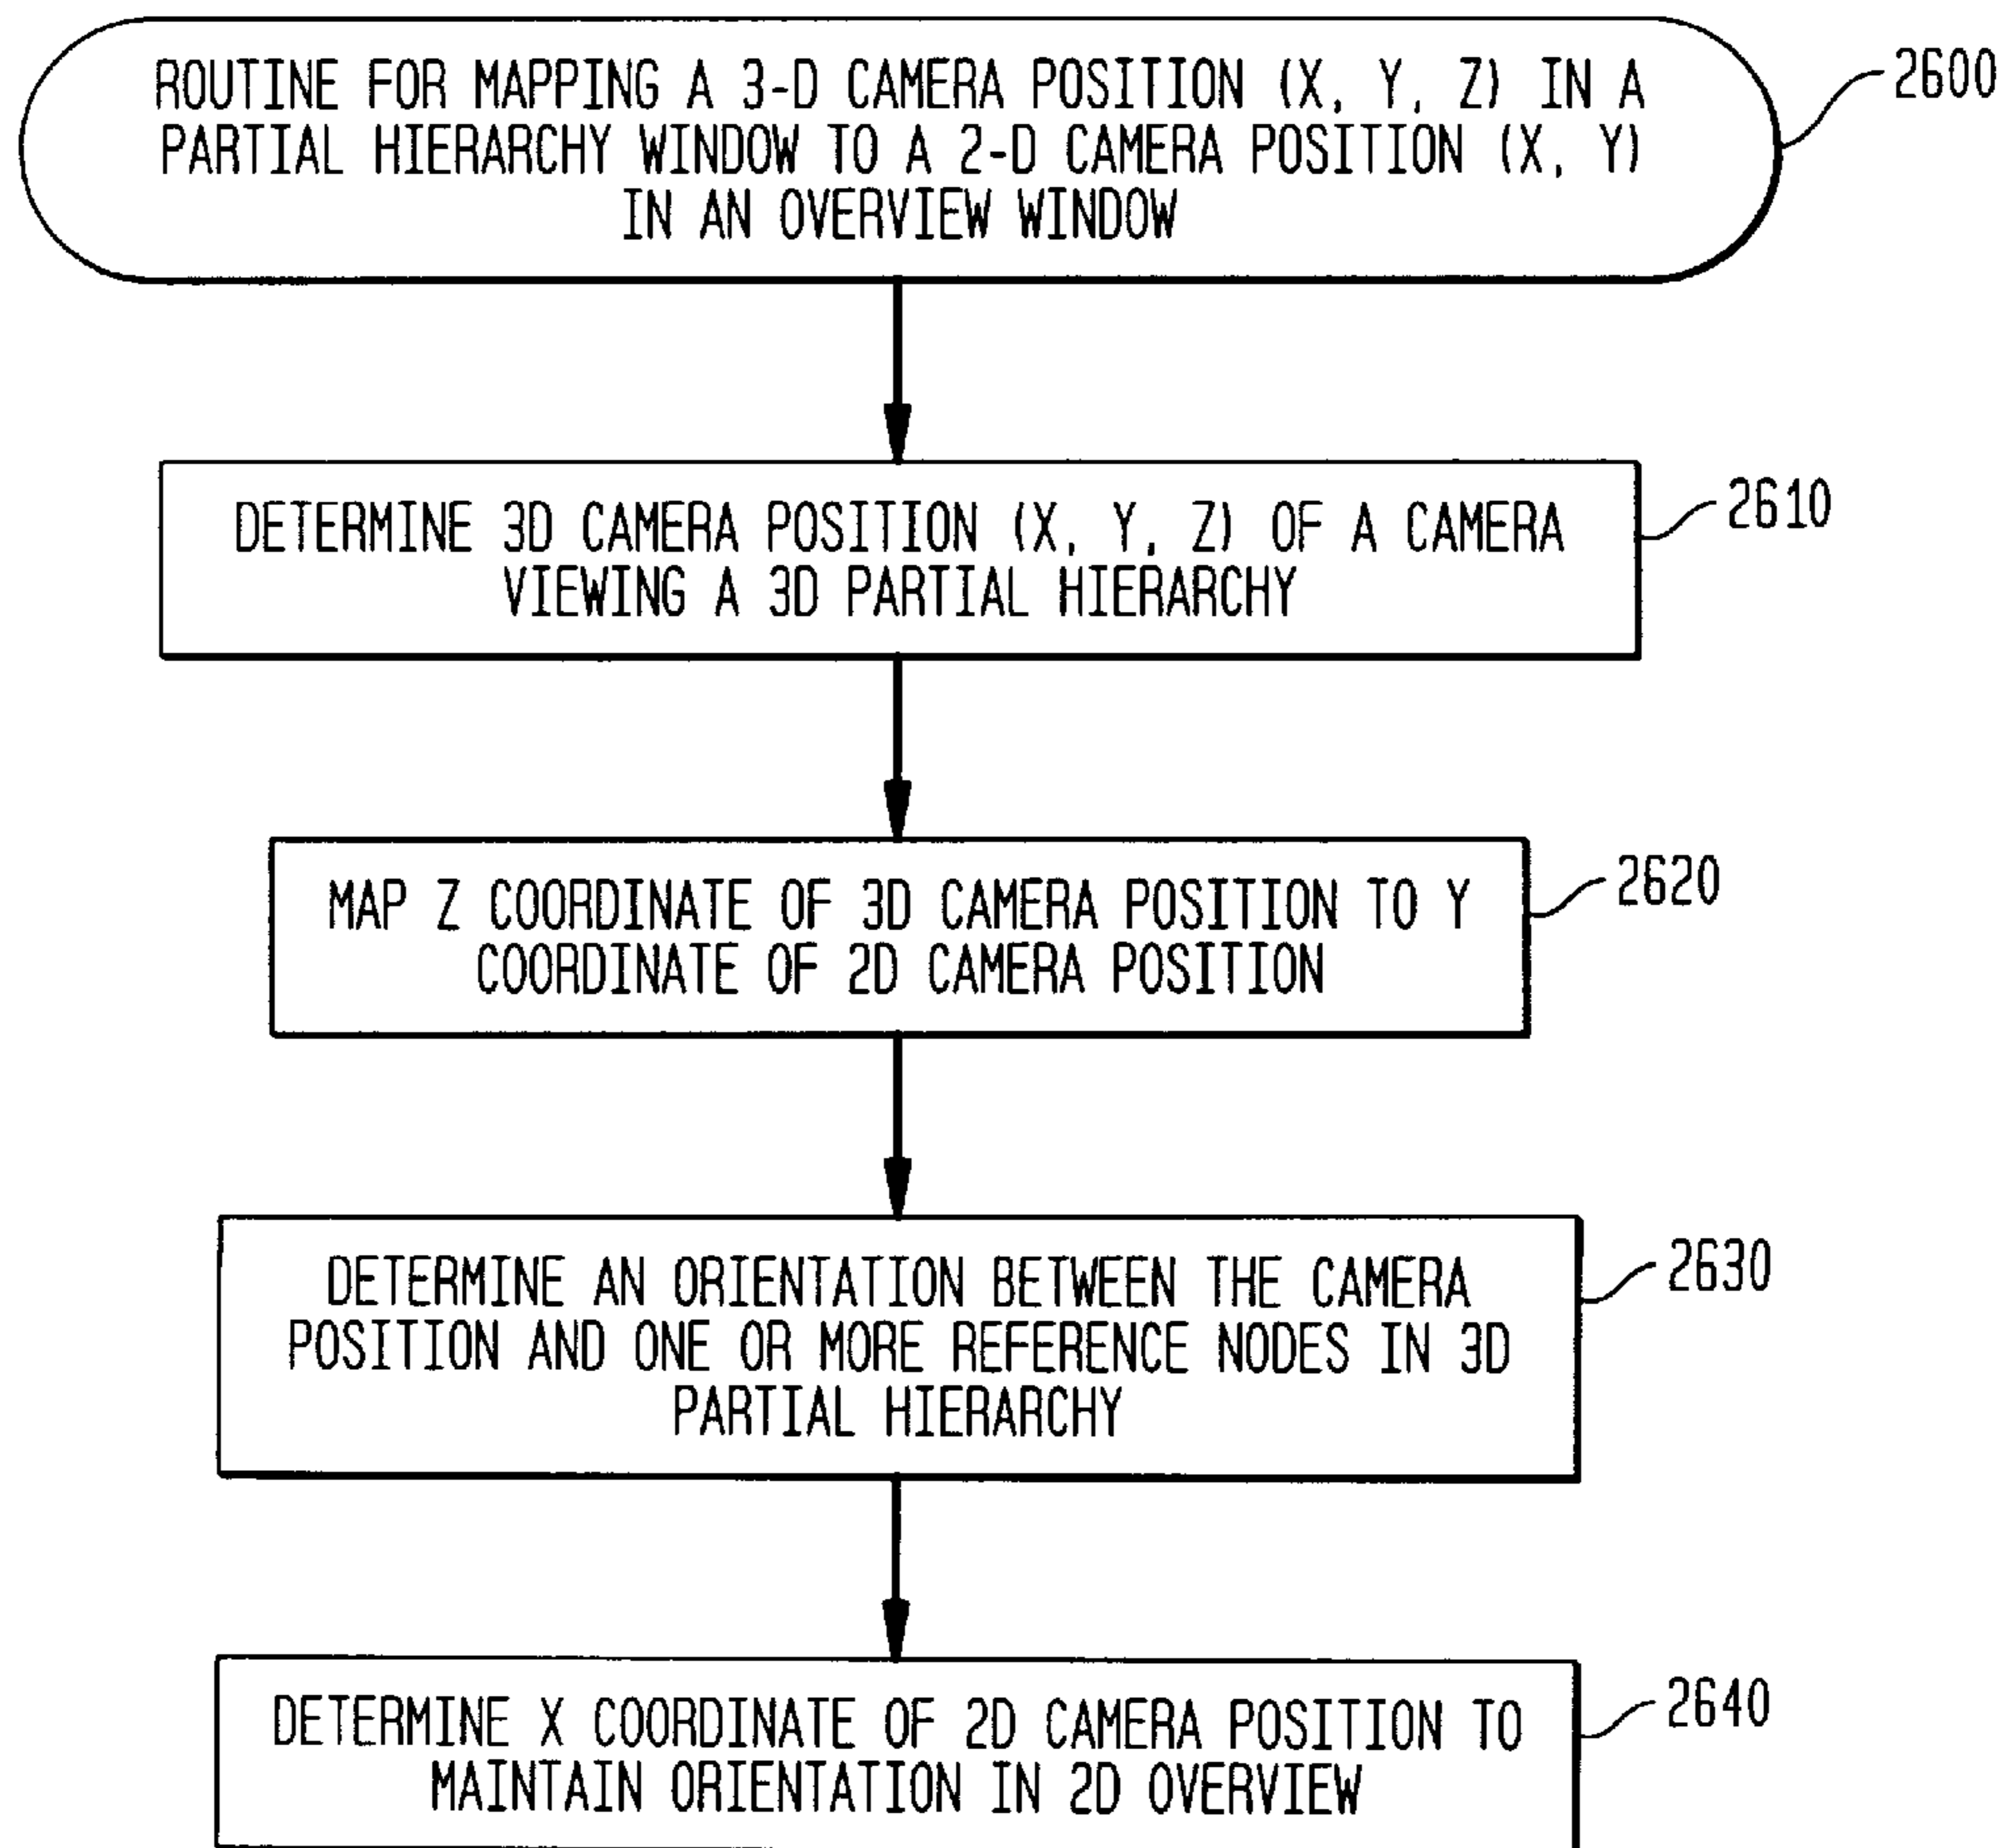 ROUTINE FOR MAPPING A 3-D CAMERA POSITION (X, Y, Z) IN A
PARTIAL HIERARCHY WINDOW TO A 2-D CAMERA POSITION (X, Y)
IN AN OVERVIEW WINDOW
2600
DETERMINE 3D CAMERA POSITION (X, Y, Z) OF A CAMERA
VIEWING A 3D PARTIAL HIERARCHY
2610
MAP Z COORDINATE OF 3D CAMERA POSITION TO Y
COORDINATE OF 2D CAMERA POSITION
2620
DETERMINE AN ORIENTATION BETWEEN THE CAMERA
POSITION AND ONE OR MORE REFERENCE NODES IN 3D
PARTIAL HIERARCHY
2630
DETERMINE X COORDINATE OF 2D CAMERA POSITION TO
MAINTAIN ORIENTATION IN 2D OVERVIEW
2640